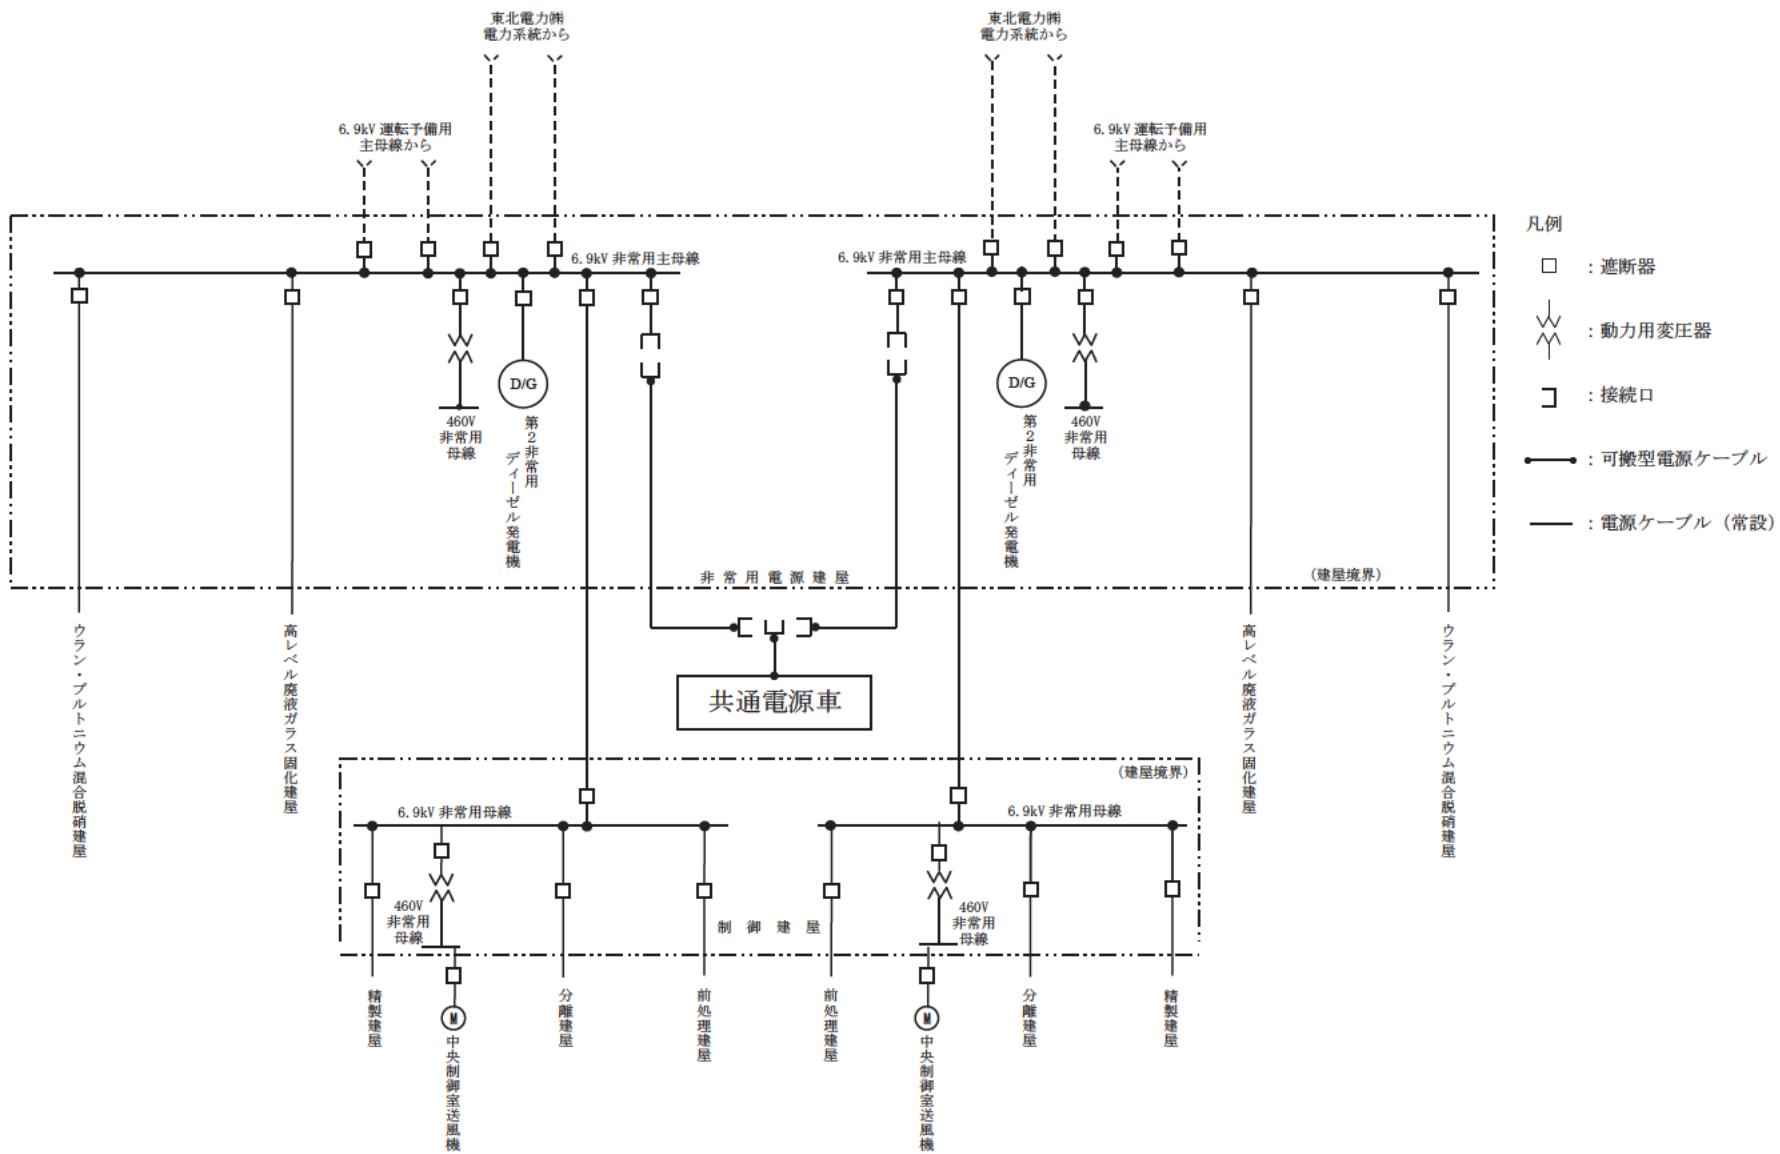 東北電力㈱
電力系統から
東北電力㈱
電力系統から
6.9kV 運転予備用
主母線から
6.9kV 運転予備用
主母線から
6.9kV 非常用主母線
6.9kV 非常用主母線
460V
非常用
母線
D/G
第2非常用
ディーゼル発電機
D/G
第2非常用
ディーゼル発電機
460V
非常用
母線
非常用電源建屋
(建屋境界)
ウラン・プルトニウム混合脱硝建屋
高レベル廃液ガラス固化建屋
共通電源車
高レベル廃液ガラス固化建屋
ウラン・プルトニウム混合脱硝建屋
(建屋境界)
6.9kV 非常用母線
6.9kV 非常用母線
460V
非常用
母線
制御建屋
460V
非常用
母線
精製建屋
M
中央制御室送風機
分離建屋
前処理建屋
前処理建屋
M
中央制御室送風機
分離建屋
精製建屋
凡例
：遮断器
：動力用変圧器
：接続口
：可搬型電源ケーブル
：電源ケーブル（常設）